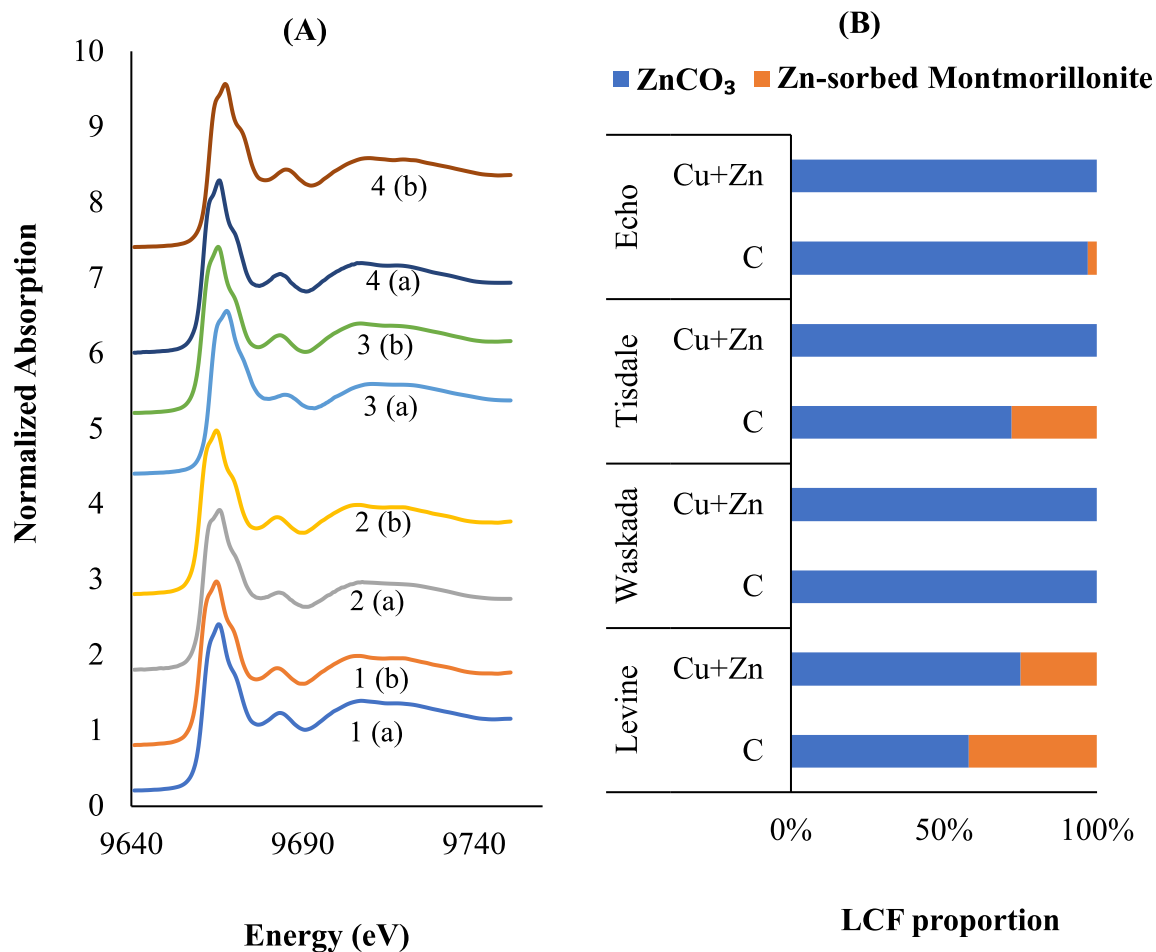 (A)
10
9
8
7
6
5
4
3
2
1
0
Normalized Absorption
4 (b)
4 (a)
3 (b)
3 (a)
2 (b)
2 (a)
1 (b)
1 (a)
9640 9690 9740
Energy (eV)
(B)
ZnCO₃ Zn-sorbed Montmorillonite
Echo
Cu+Zn
C
Tisdale
Cu+Zn
C
Waskada
Cu+Zn
C
Levine
Cu+Zn
C
0% 50% 100%
LCF proportion